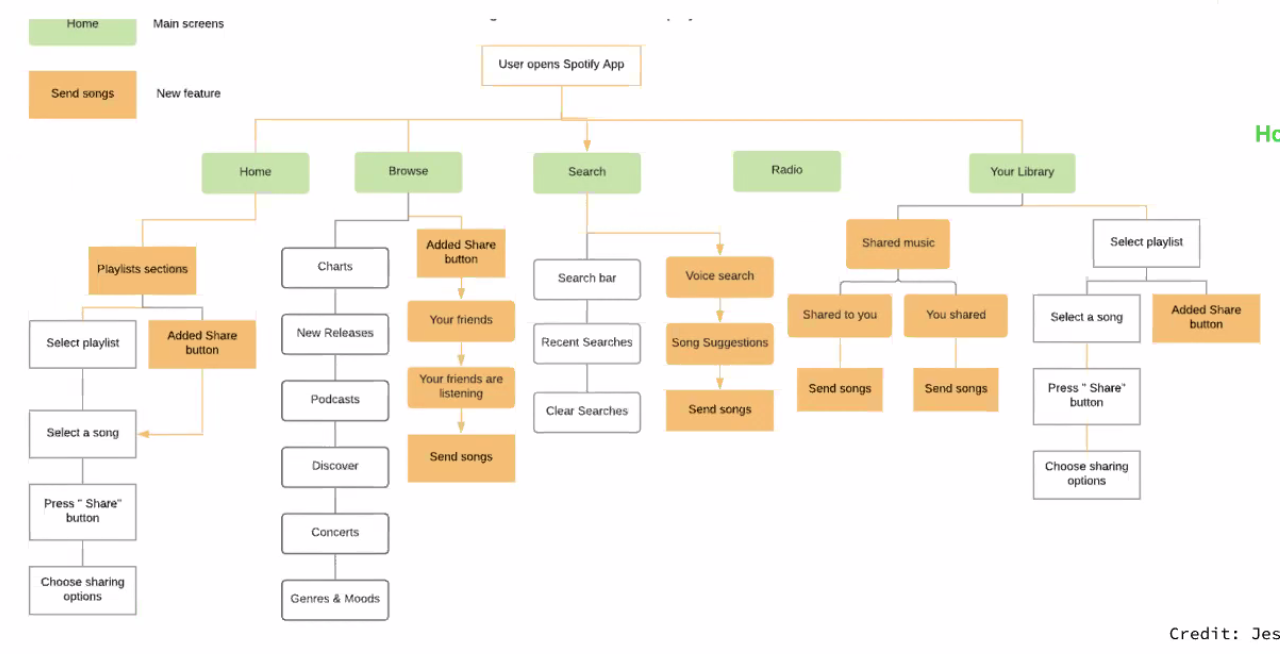 Home
Main screens
Send songs
New feature
User opens Spotify App
Home
Browse
Search
Radio
Your Library
Playlists sections
Select playlist
Added Share
button
Select a song
Press " Share"
button
Choose sharing
options
Charts
New Releases
Podcasts
Discover
Concerts
Genres & Moods
Added Share
button
Your friends
Your friends are
listening
Send songs
Search bar
Recent Searches
Clear Searches
Voice search
Song Suggestions
Send songs
Shared music
Shared to you
You shared
Send songs
Send songs
Select playlist
Select a song
Added Share
button
Press " Share"
button
Choose sharing
options
Ho
Credit: Jes